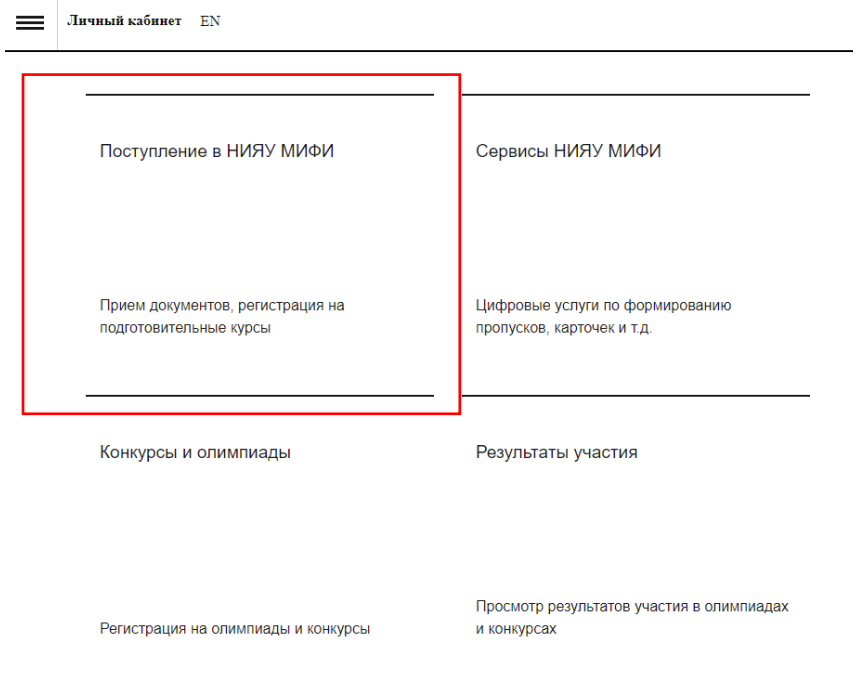 Личный кабинет EN
Поступление в НИЯУ МИФИ
Прием документов, регистрация на
подготовительные курсы
Сервисы НИЯУ МИФИ
Цифровые услуги по формированию
пропусков, карточек и т.д.
Конкурсы и олимпиады
Регистрация на олимпиады и конкурсы
Результаты участия
Просмотр результатов участия в олимпиадах
и конкурсах